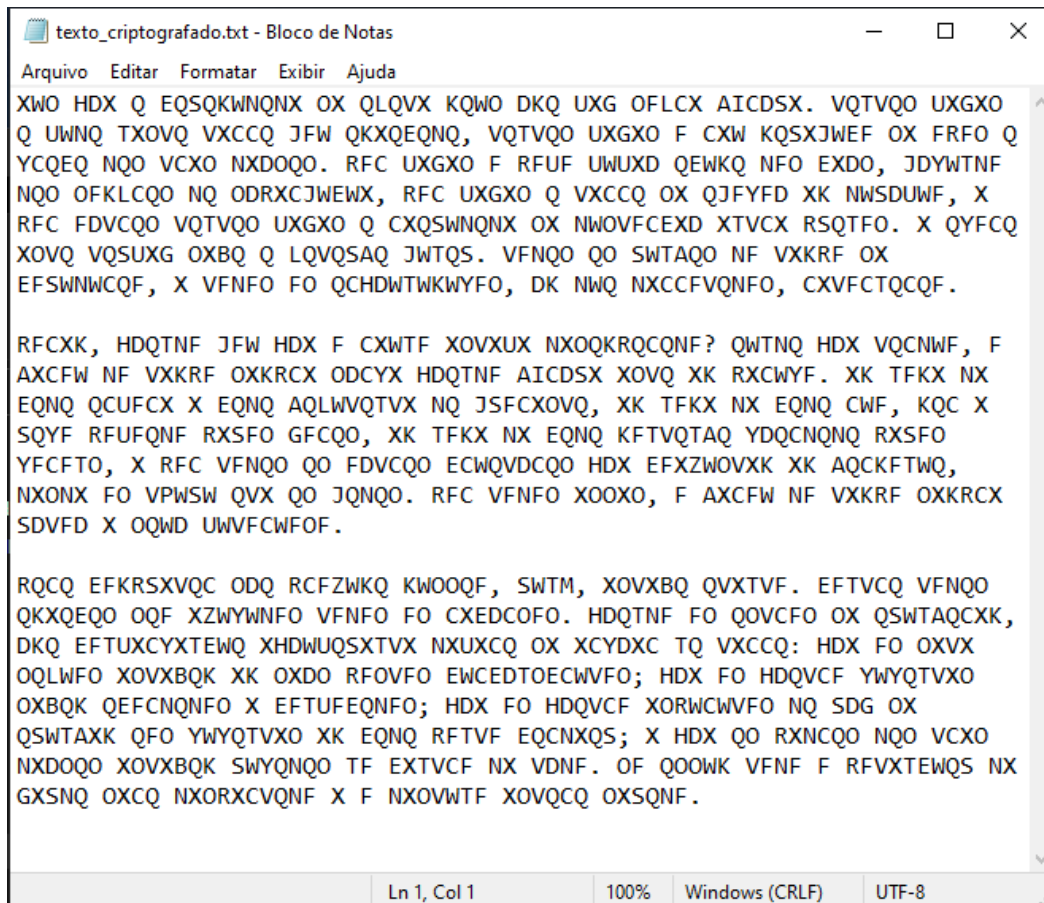 texto_criptografado.txt - Bloco de Notas
Arquivo Editar Formatar Exibir Ajuda
XWO HDX Q EQSQKWNQNX OX QLQVX KQWO DKQ UXG OFLCX AICDSX. VQTVQO UXGXO
Q UWNQ TXOVQ VXCCQ JFW QKXQEQNQ, VQTVQO UXGXO F CXW KQSXJWEF OX FRFO Q
YCQEQ NQO VCXO NXDOQO. RFC UXGXO F RFUF UWUXD QEWKQ NFO EXDO, JDYWTNF
NQO OFKLCQO NQ ODRXCJWEWX, RFC UXGXO Q VXCCQ OX QJFYFD XK NWSDUWF, X
RFC FDVCQO VQTVQO UXGXO Q CXQSWNQNX OX NWOVFCEXD XTVCX RSQTFO. X QYFCQ
XOVQ VQSUXG OXBQ Q LQVQSAQ JWTQS. VFNQO QO SWTAQO NF VXKRF OX
EFSWNWCQF, X VFNFO FO QCHDWTWKWYFO, DK NWQ NXCCFVQNFO, CXVFCTQCQF.
RFCXK, HDQTNF JFW HDX F CXWTF XOVXUX NXOQKRQCQNF? QWTNQ HDX VQCNWF, F
AXCFW NF VXKRF OXKRCX ODCYX HDQTNF AICDSX XOVQ XK RXCWYF. XK TFKX NX
EQNQ QCUFCX X EQNQ AQLWVQTVX NQ JSFCXOVQ, XK TFKX NX EQNQ CWF, KQC X
SQYF RFUFQNF RXSFO GFCQO, XK TFKX NX EQNQ KFTVQTAQ YDQCNQNQ RXSFO
YFCFTO, X RFC VFNQO QO FDVCQO ECWQVDCQO HDX EFXZWOVXK XK AQCKFTWQ,
NXONX FO VPWSW QVX QO JQNQO. RFC VFNFO XOOXO, F AXCFW NF VXKRF OXKRCX
SDVFD X OQWD UWVFCWFOF.
RQCQ EFKRSXVQC ODQ RCFZWKQ KWOOQF, SWTM, XOVXBQ QVXTVF. EFTVCQ VFNQO
QKXQEQO OQF XZWYWNFO VFNFO FO CXEDCOFO. HDQTNF FO QOVCFO OX QSWTAQCXK,
DKQ EFTUXCYXTEWQ XHDWUQSXTVX NXUXCQ OX XCYDXC TQ VXCCQ: HDX FO OXVX
OQLWFO XOVXBQK XK OXDO RFOVFO EWCEDTOECWVFO; HDX FO HDQVCF YWYQTVXO
OXBQK QEFCNQNFO X EFTUFEQNFO; HDX FO HDQVCF XORWCWVFO NQ SDG OX
QSWTAXK QFO YWYQTVXO XK EQNQ RFTVF EQCNXQS; X HDX QO RXNCQO NQO VCXO
NXDOQO XOVXBQK SWYQNQO TF EXTVCF NX VDNF. OF QOOWK VFNF F RFVXTEWQS NX
GXSNQ OXCQ NXORXCVQNF X F NXOVWTF XOVQCQ OXSQNF.
Ln 1, Col 1 100% Windows (CRLF) UTF-8